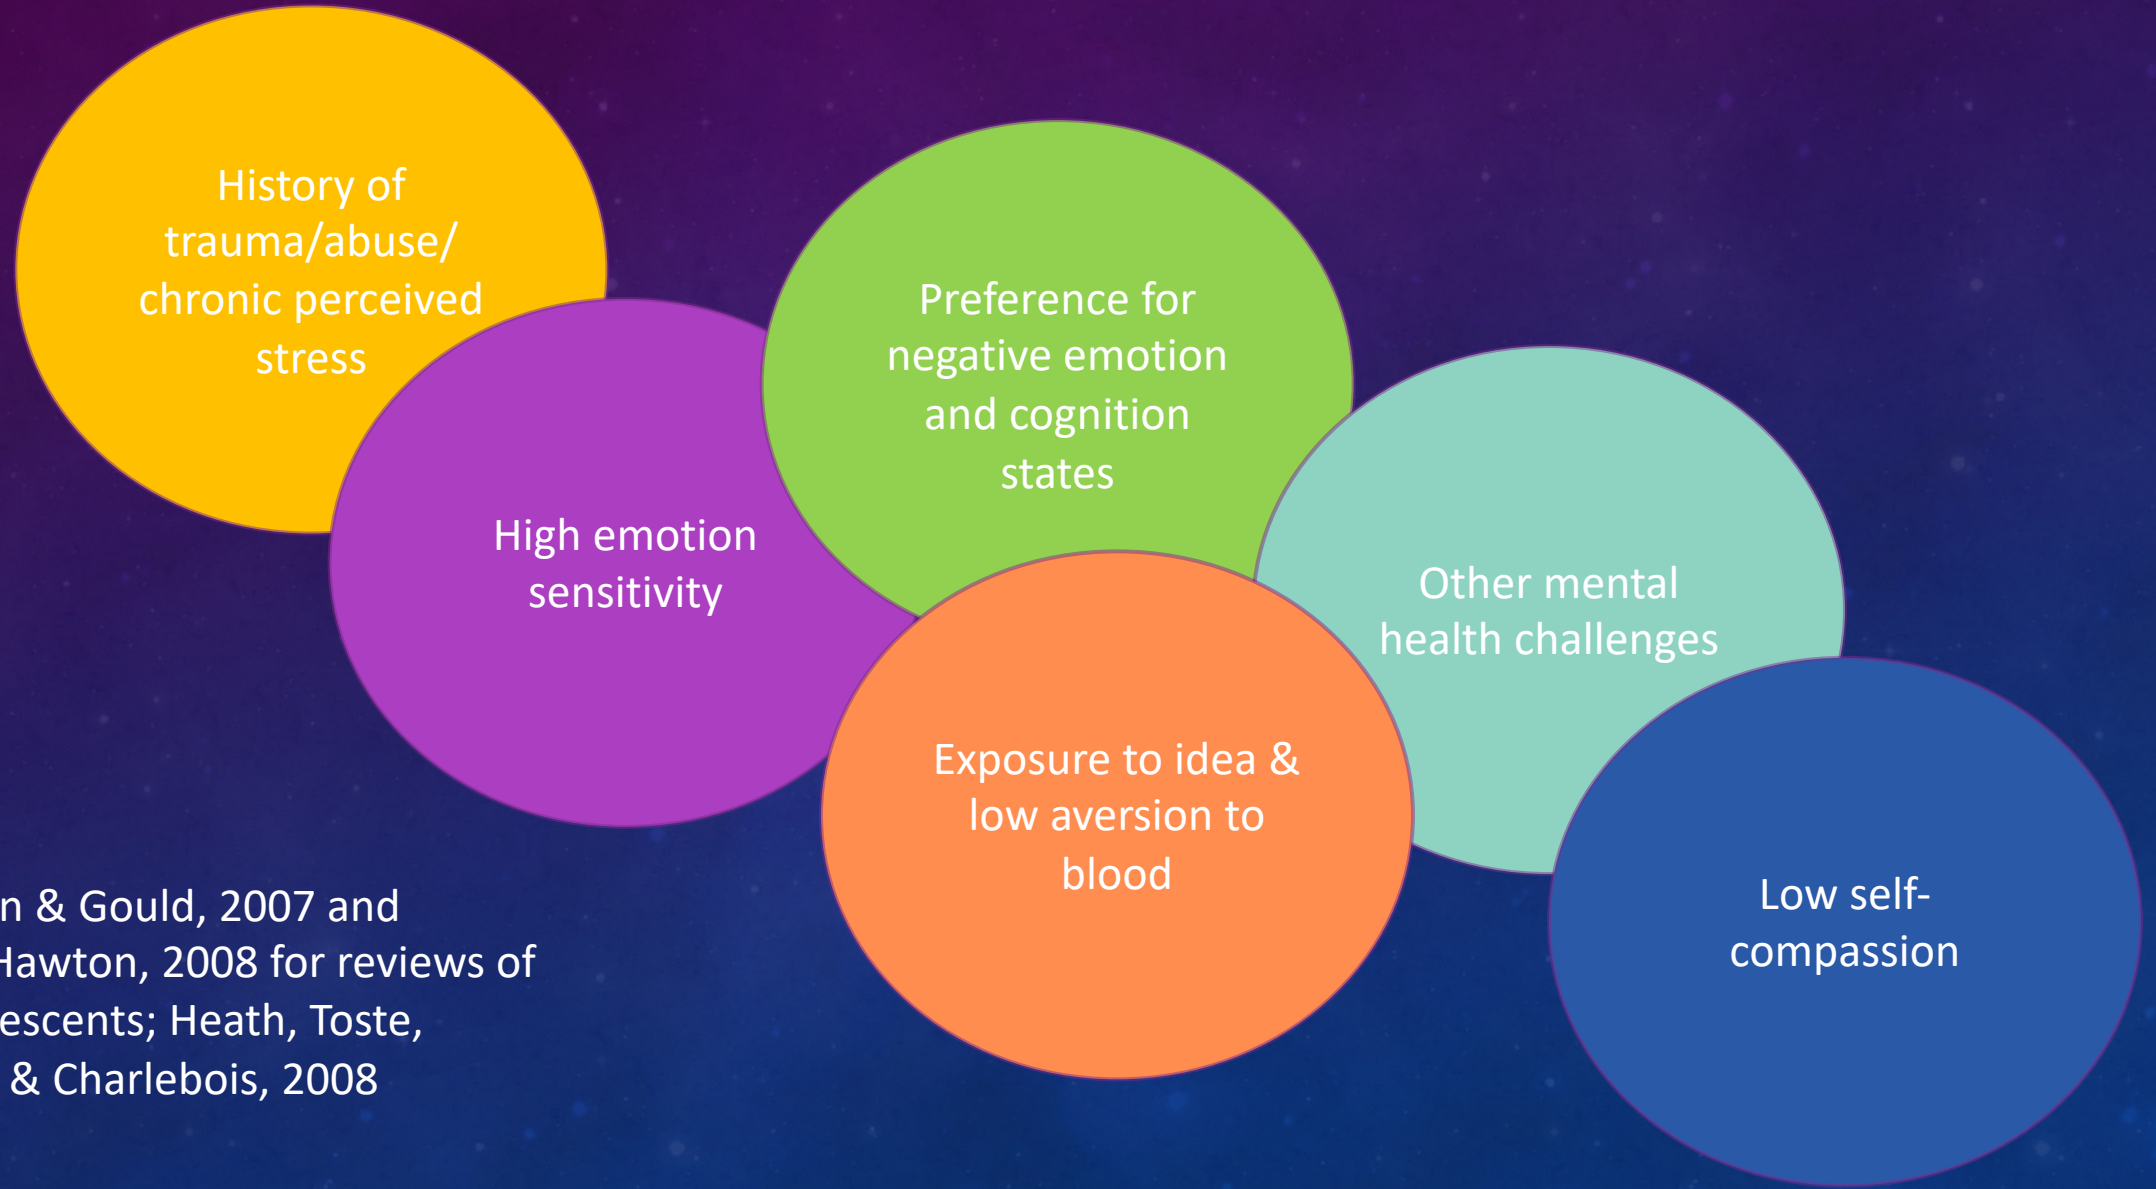 History of
trauma/abuse/
chronic perceived
stress
High emotion
sensitivity
Preference for
negative emotion
and cognition
states
Exposure to idea &
low aversion to
blood
Other mental
health challenges
Low self-
compassion
& Gould, 2007 and
Hawton, 2008 for reviews of
Heath, Toste,
& Charlebois, 2008